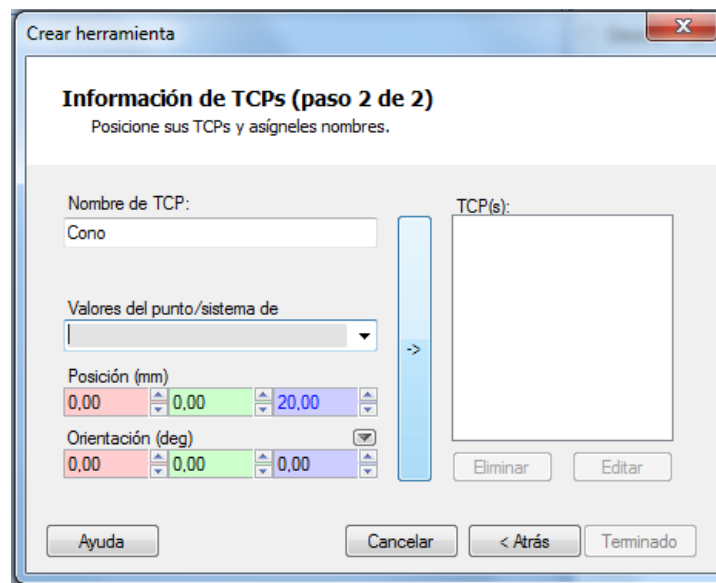 Crear herramienta
X
Información de TCPs (paso 2 de 2)
Posicione sus TCPs y asígneles nombres.
Nombre de TCP:
Cono
TCP(s):
Valores del punto/sistema de
->
Posición (mm)
0,00 0,00 20,00
Orientación (deg)
0,00 0,00 0,00
Eliminar Editar
Ayuda Cancelar < Atrás Terminado